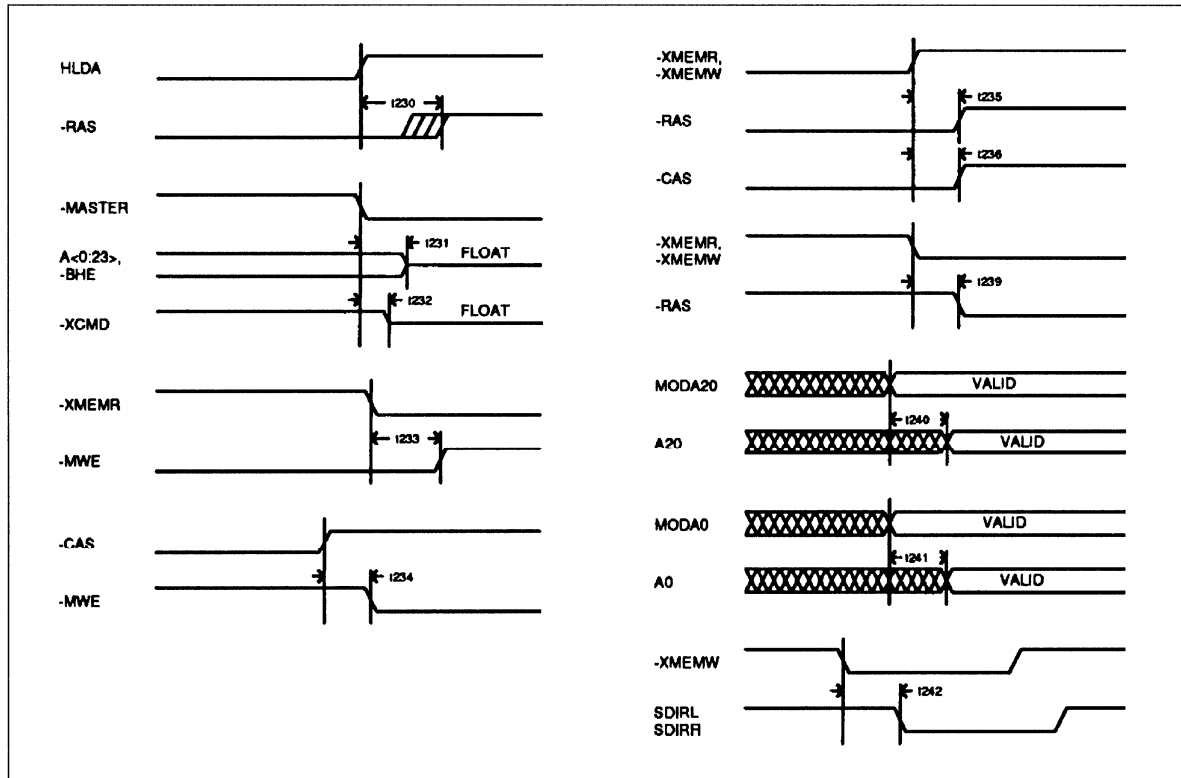 HLDA
t230
-RAS
-MASTER
t231
A<0:23>,
-BHE
FLOAT
t232
-XCMD
FLOAT
-XMEMR
t233
-MWE
-CAS
t234
-MWE
-XMEMR,
-XMEMW
t235
-RAS
t236
-CAS
-XMEMR,
-XMEMW
t239
-RAS
MODA20
VALID
t240
A20
VALID
MODA0
VALID
t241
A0
VALID
-XMEMW
t242
SDIRL
SDIRR